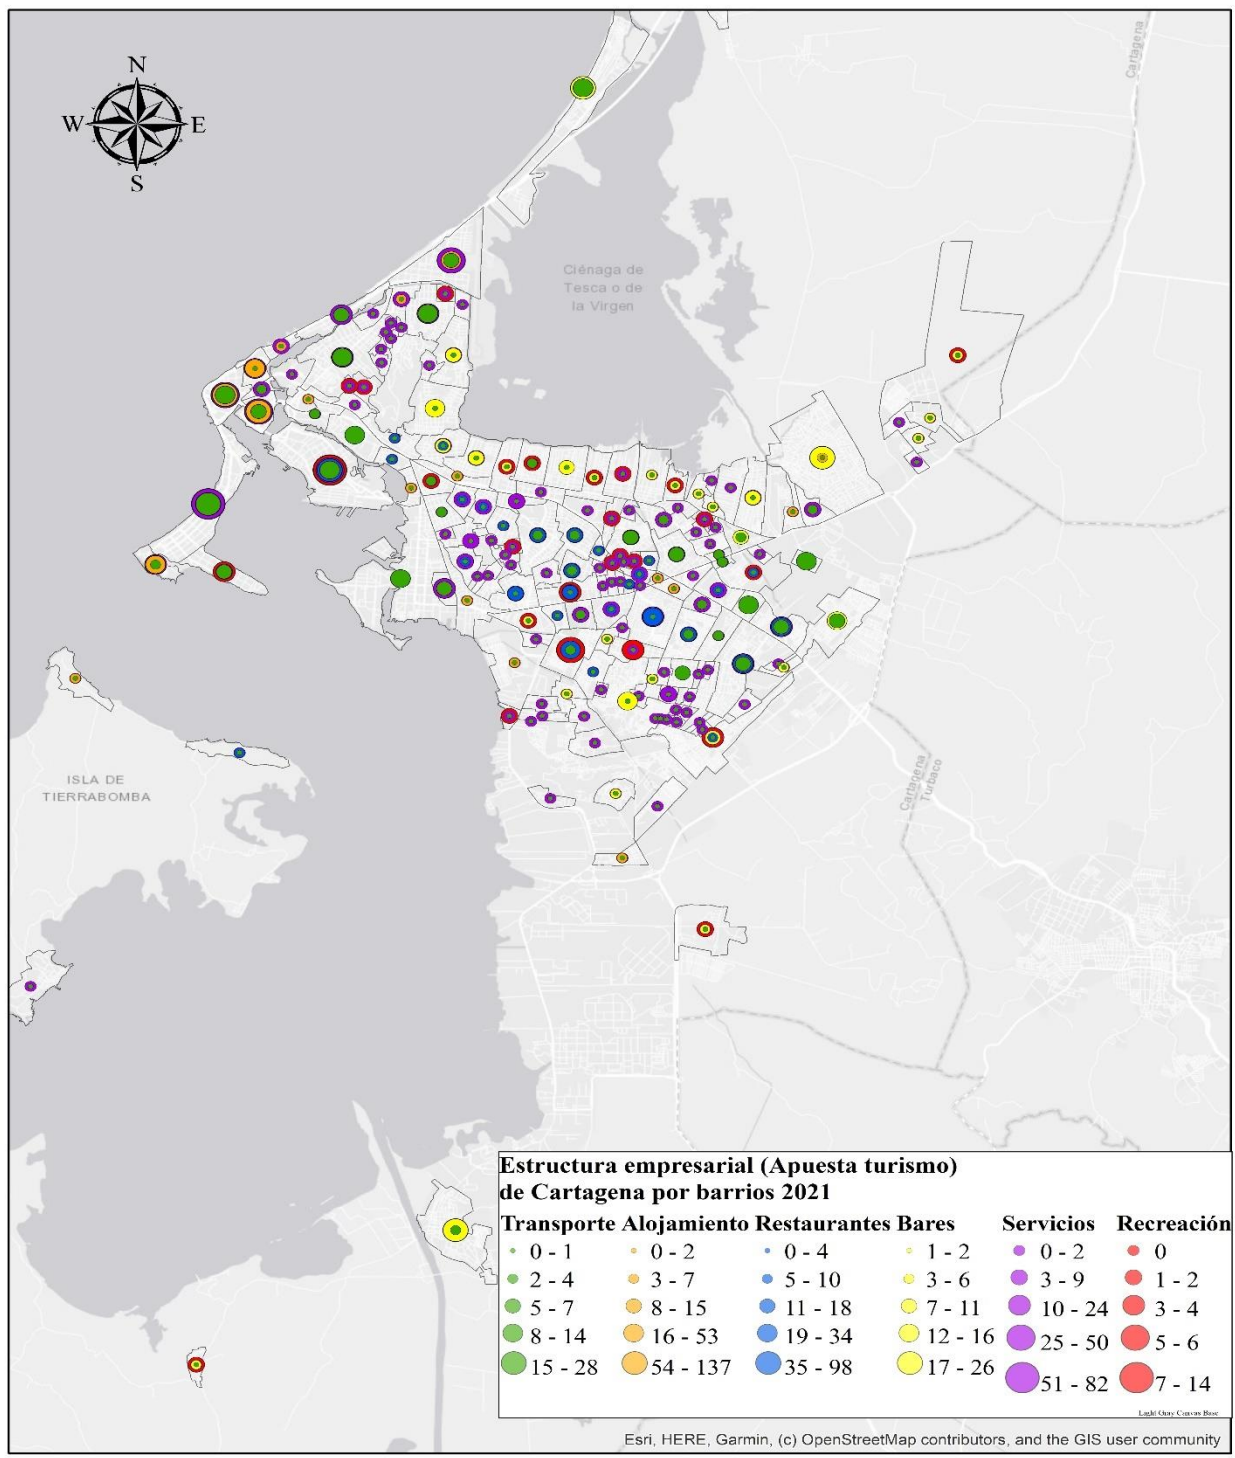 N
W E
S
Cartagena
Ciénaga de
Tesca o de
la Virgen
ISLA DE
TIERRABOMBA
Cartagena
Turbaco
Estructura empresarial (Apuesta turismo)
de Cartagena por barrios 2021
Transporte Alojamiento Restaurantes Bares Servicios Recreación
0 - 1 0 - 2 0 - 4 1 - 2 0 - 2 0
2 - 4 3 - 7 5 - 10 3 - 6 3 - 9 1 - 2
5 - 7 8 - 15 11 - 18 7 - 11 10 - 24 3 - 4
8 - 14 16 - 53 19 - 34 12 - 16 25 - 50 5 - 6
15 - 28 54 - 137 35 - 98 17 - 26 51 - 82 7 - 14
Light Gray Canvas Base
Esri, HERE, Garmin, (c) OpenStreetMap contributors, and the GIS user community